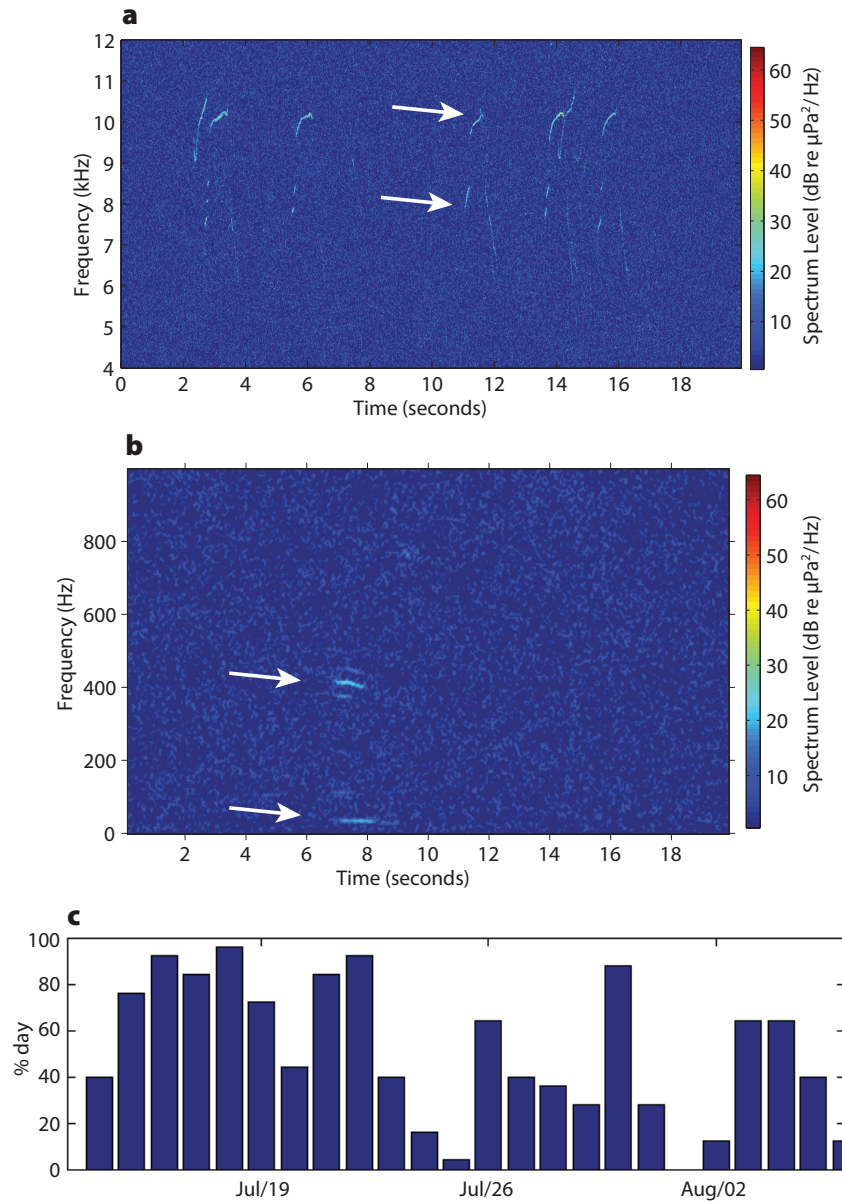 a
12
11
10
9
8
7
6
5
4
Frequency (kHz)
0 2 4 6 8 10 12 14 16 18
Time (seconds)
60
50
40
30
20
10
Spectrum Level (dB re µPa²/Hz)
b
800
600
400
200
0
Frequency (Hz)
2 4 6 8 10 12 14 16 18
Time (seconds)
60
50
40
30
20
10
Spectrum Level (dB re µPa²/Hz)
c
100
80
60
40
20
0
% day
Jul/19 Jul/26 Aug/02